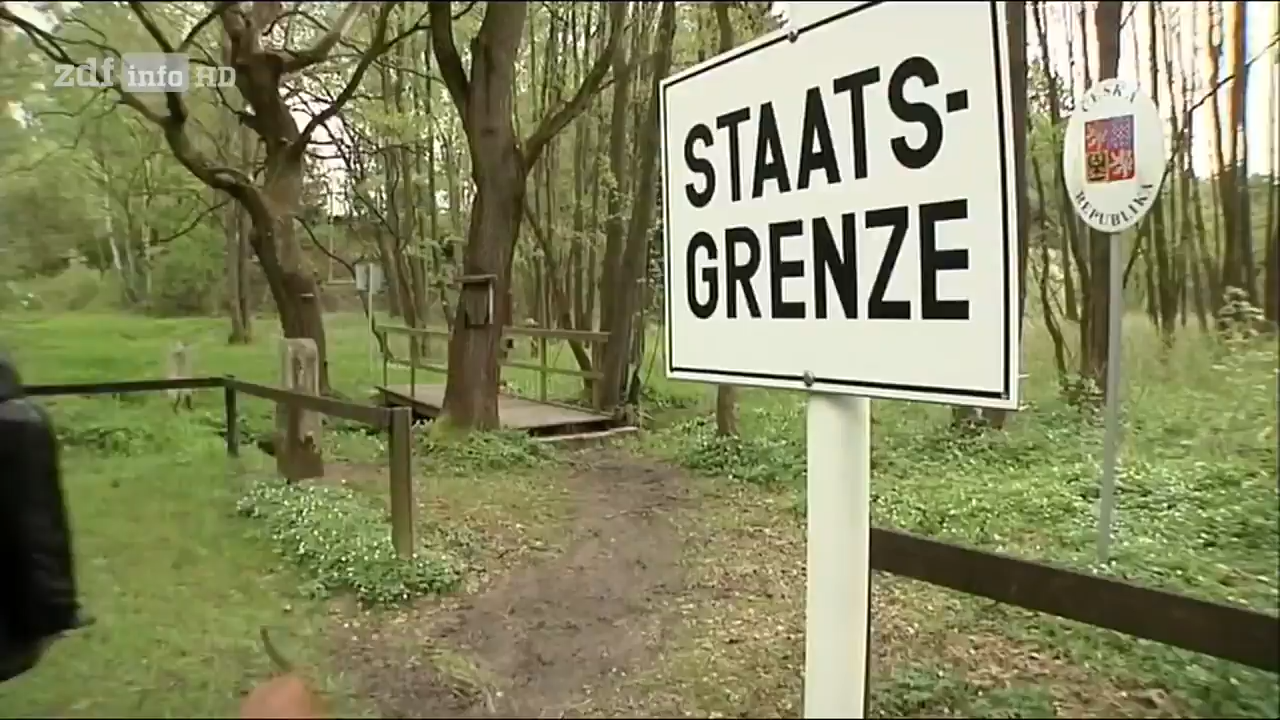 zdf info HD
STAATS-
GRENZE
ČESKÁ
REPUBLIKA